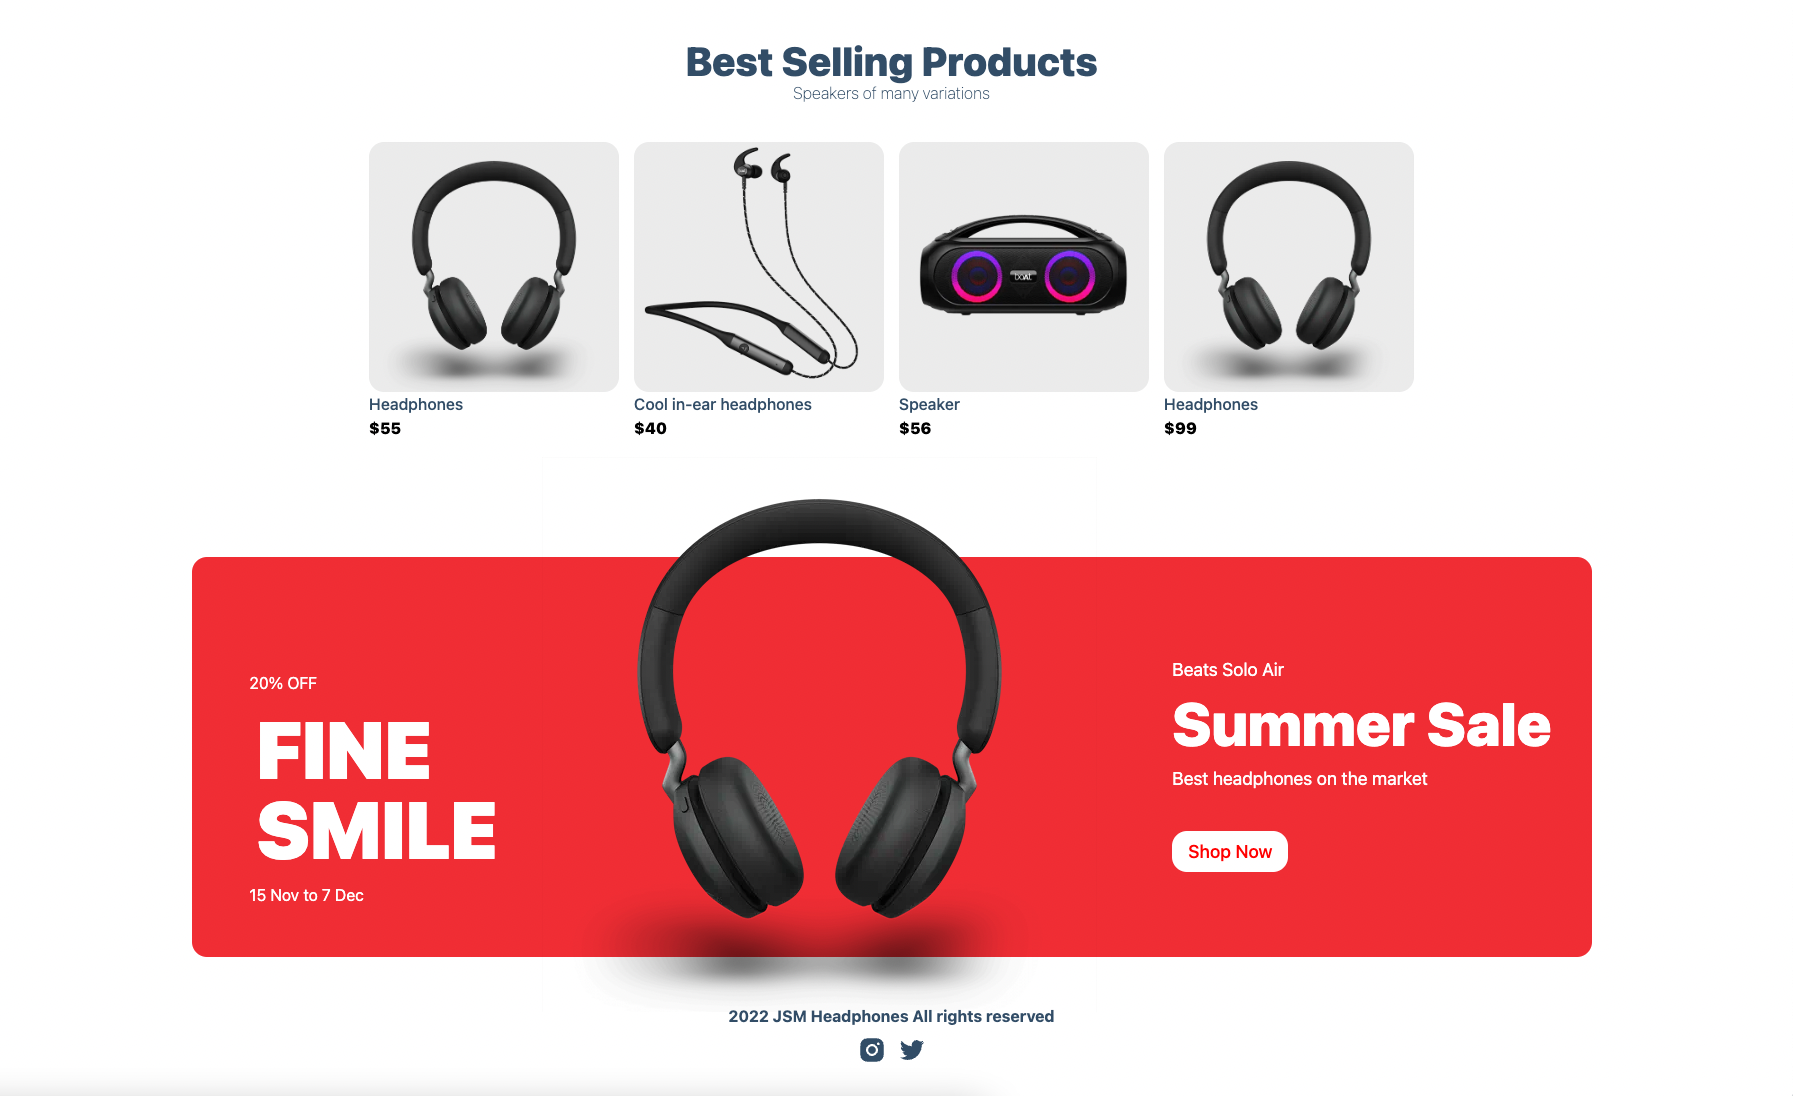 Best Selling Products
Speakers of many variations
Headphones
$55
Cool in-ear headphones
$40
Speaker
$56
Headphones
$99
20% OFF
FINE
SMILE
15 Nov to 7 Dec
Beats Solo Air
Summer Sale
Best headphones on the market
Shop Now
2022 JSM Headphones All rights reserved